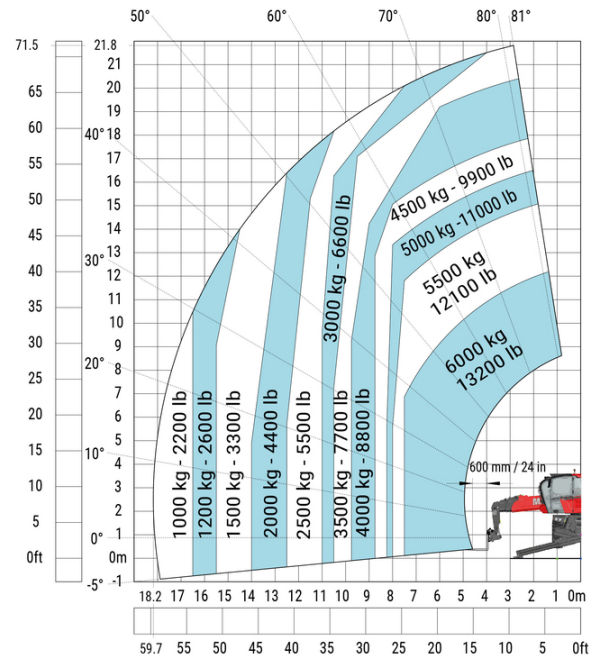 50° 60° 70° 80° 81°
71.5 21.8
21
65 20
19
60 40° 18
17
55 16
50 15
14
45 13
40 30° 12
11
35 10
30 9
8
25 20° 7
20 6
5
15 4
10 10° 3
2
5 0° 1
0ft 0m
-5° -1
1000 kg - 2200 lb
1200 kg - 2600 lb
1500 kg - 3300 lb
2000 kg - 4400 lb
2500 kg - 5500 lb
3000 kg - 6600 lb
3500 kg - 7700 lb
4000 kg - 8800 lb
4500 kg - 9900 lb
5000 kg -11000 lb
5500 kg
12100 lb
6000 kg
13200 lb
600 mm / 24 in
18.2 17 16 15 14 13 12 11 10 9 8 7 6 5 4 3 2 1 0m
59.7 55 50 45 40 35 30 25 20 15 10 5 0ft